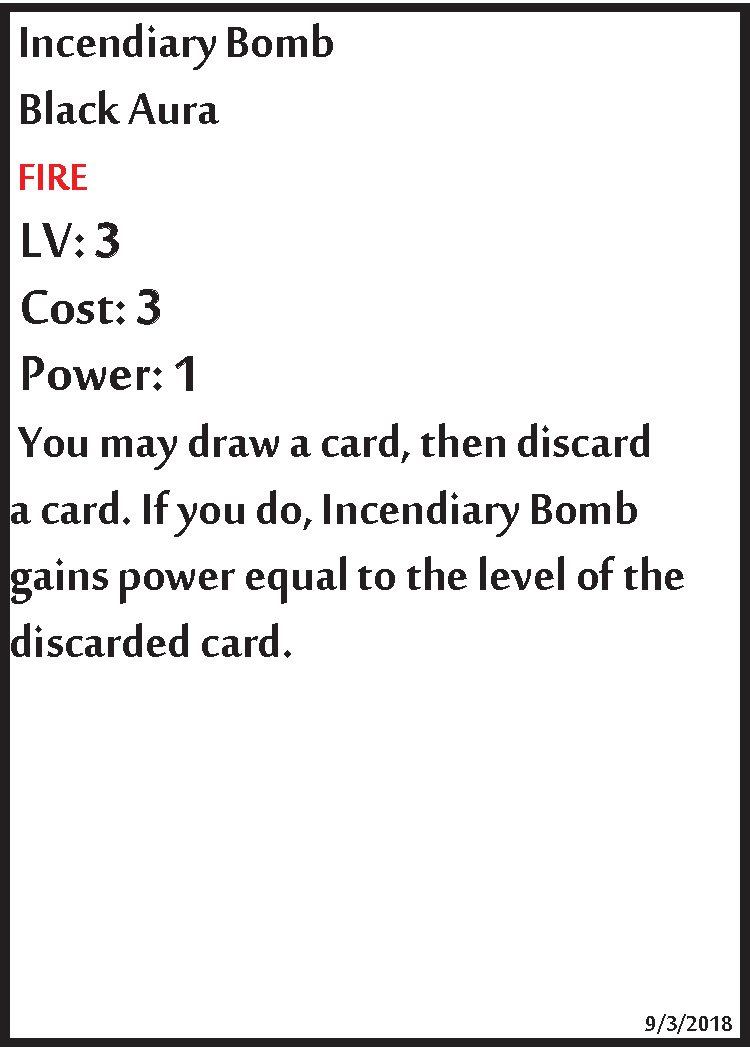 Incendiary Bomb
Black Aura
FIRE
LV: 3
Cost: 3
Power: 1
You may draw a card, then discard
a card. If you do, Incendiary Bomb
gains power equal to the level of the
discarded card.
9/3/2018